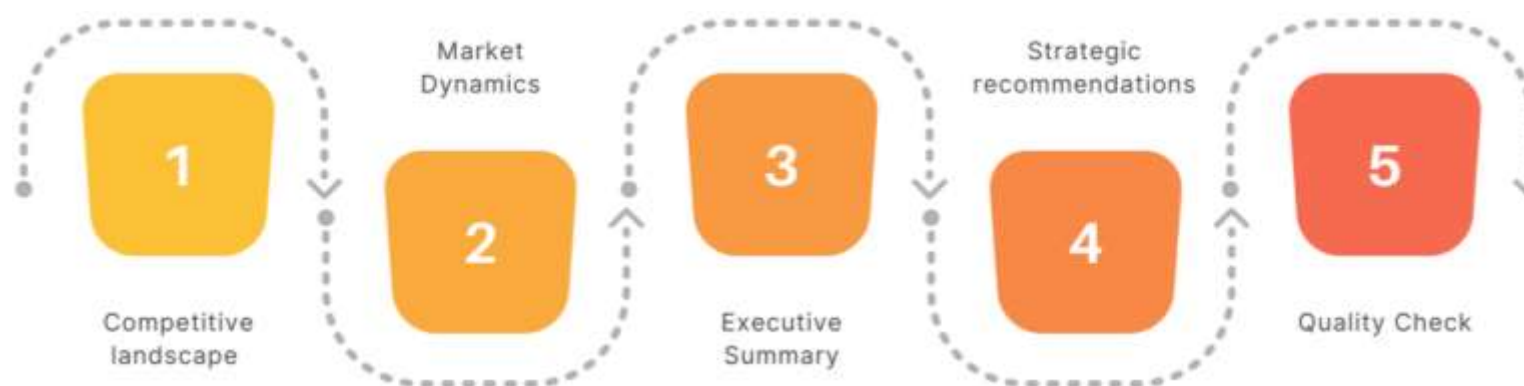 1
Competitive
landscape
Market
Dynamics
2
3
Executive
Summary
Strategic
recommendations
4
5
Quality Check